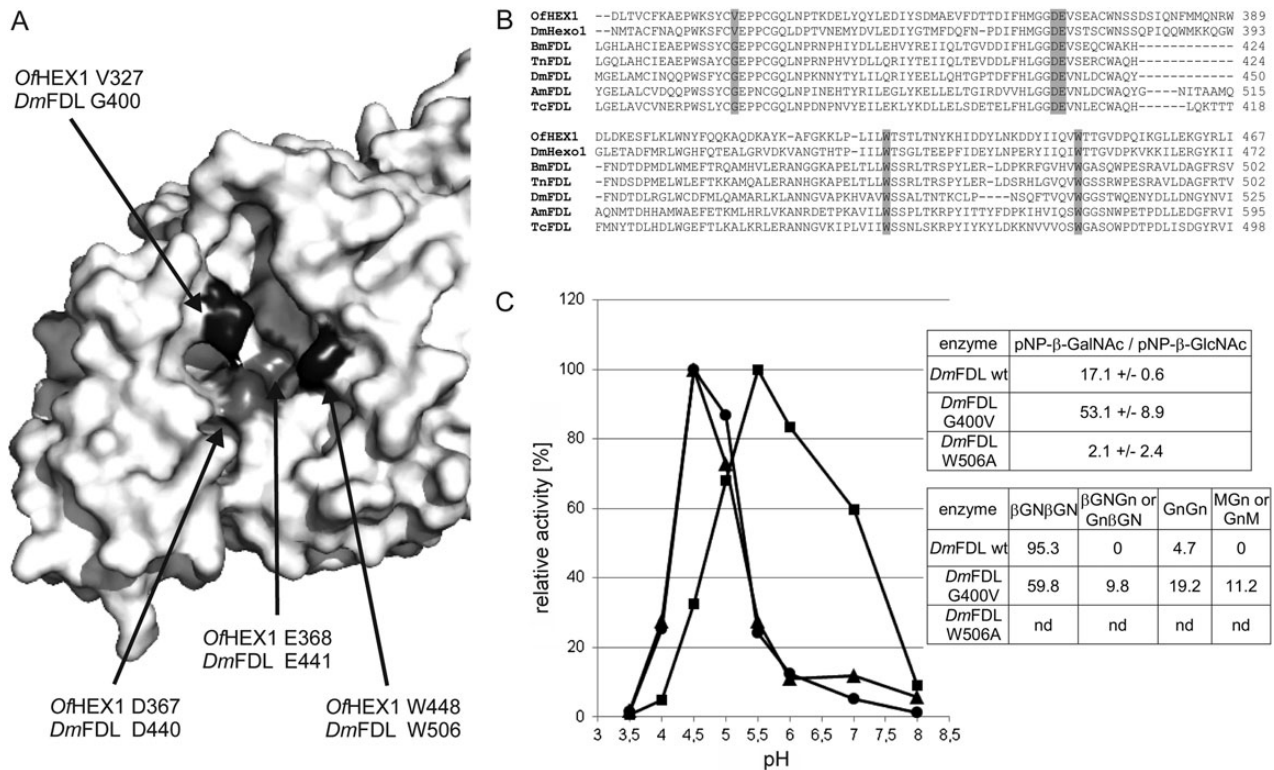 A
OfHEX1 V327
DmFDL G400
OfHEX1 E368
DmFDL E441
OfHEX1 D367
DmFDL D440
OfHEX1 W448
DmFDL W506
B
OfHEX1 --DLTVCFKAEPWKSYCVEPPCGQLNPTKDELYQYLEDIYSDMAEVFDTTDIFHMGGDEVSEACWNSSDSIQNFMMQNRW 389
DmHexo1 --NMTACFNAQPWKSFCVEPPCGQLDPTVNEMYDVLEDIYGTMFDQFN-PDIFHMGGDEVSTSCWNSSQPIQQWMKKQGW 393
BmFDL LGHLAHCIEAEPWSSYCGEPPCGQLNPRNPHIYDLLEHVYREIIQLTGVDDIFHLGGDEVSEQCWAKH------------ 424
TnFDL LGQLAHCIEAEPWSSYCGEPPCGQLNPRNPHVYDLLQRIYREIIQLTEVDDLFHLGGDEVSERCWAQH------------ 424
DmFDL MGELAMCINQQPWSFYCGEPPCGQLNPKNNYTYLILQRIYEELLQHTGPTDFFHLGGDEVNLDCWAQY------------ 450
AmFDL YGELALCVDQQPWSSYCGEPNCGQLNPINDHSYRILEGLYKELLELTGIRDIVHLGGDEVNLECWAQYG----NITAAMQ 515
TcFDL LGELAVCVNERPWSLYCGEPPCGQLNPDNPNVYEILEKLYKDLLELSDETELFHLGGDEVNLECWAQH------LQKTTT 418
OfHEX1 DLDKESFLKLWNYFQQKAQDKAYK-AFGKKLP-LILWTSTLTNYKHIDDYLNKDDYIIQVWTTGVDPQIKGLLEKGYRLI 467
DmHexo1 GLETADFMRLWGHFQTEALGRVDKVANGTHTP-IILWTSGLTEEPFIDEYLNPERYIIQIWTTGVDPKVKKILERGYRLI 472
BmFDL -FNDTDPMDLWMEFTRQAMHVLERANGGKAPELTLLWSSRLTRSPYLER-LDPKRFGVHVWGASQWPESRAVLDAGFRSV 502
TnFDL -FNDSDPMELWLEFTKKAMQALERANHGKAPELTLLWSSRLTRSPYLER-LDSRHLGVQVWGSSRWPESRAVLDAGFRTV 502
DmFDL -FNDTDLRGLWCDFMLQAMARLKLANNGVAPKHVAVWSSALTNTKCLP----NSQFTVQVWGGSTWQENYDLLDNGYNVI 525
AmFDL AQNMTDHHAMWAEFETKMLHRLVKANRDETPKAVILWSSPLTKRPYITTYFDPKIHVIQSWGGSNWPETPDLLEDGFRVI 595
TcFDL FMNYTDLHDLWGEFTLKALKRLERANNGVKIPLVIIWSSNLSKRPYIYKYLDKKNVVVQSWGASOWPDTPDLISDGYRVI 498
C
120
100
80
60
40
20
0
relative activity [%]
3 3,5 4 4,5 5 5,5 6 6,5 7 7,5 8 8,5
pH
enzyme pNP-β-GalNAc / pNP-β-GlcNAc
DmFDL wt 17.1 +/- 0.6
DmFDL G400V 53.1 +/- 8.9
DmFDL W506A 2.1 +/- 2.4
enzyme βGNβGN βGNGn or GnβGN GnGn MGn or GnM
DmFDL wt 95.3 0 4.7 0
DmFDL G400V 59.8 9.8 19.2 11.2
DmFDL W506A nd nd nd nd